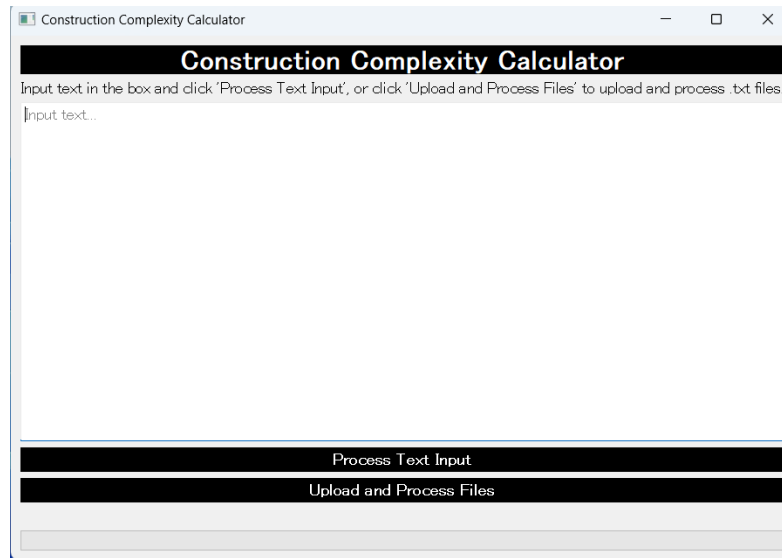 Construction Complexity Calculator
Construction Complexity Calculator
Input text in the box and click 'Process Text Input', or click 'Upload and Process Files' to upload and process .txt files
Input text...
Process Text Input
Upload and Process Files